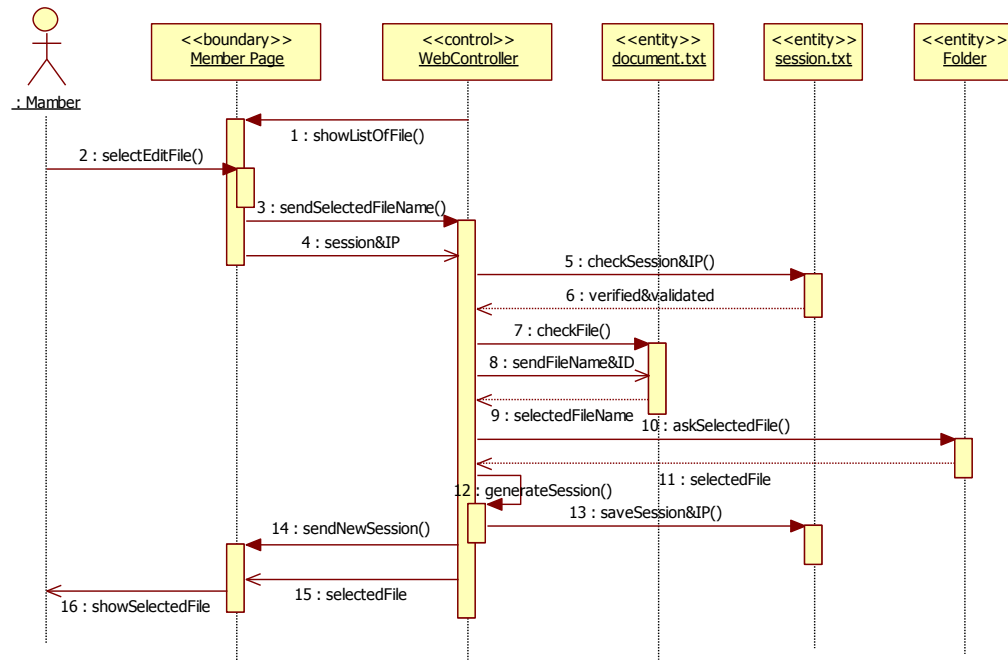 <<boundary>>
Member Page
<<control>>
WebController
<<entity>>
document.txt
<<entity>>
session.txt
<<entity>>
Folder
: Mamber
1 : showListOfFile()
2 : selectEditFile()
3 : sendSelectedFileName()
4 : session&IP
5 : checkSession&IP()
6 : verified&validated
7 : checkFile()
8 : sendFileName&ID
9 : selectedFileName
10 : askSelectedFile()
11 : selectedFile
12 : generateSession()
13 : saveSession&IP()
14 : sendNewSession()
15 : selectedFile
16 : showSelectedFile